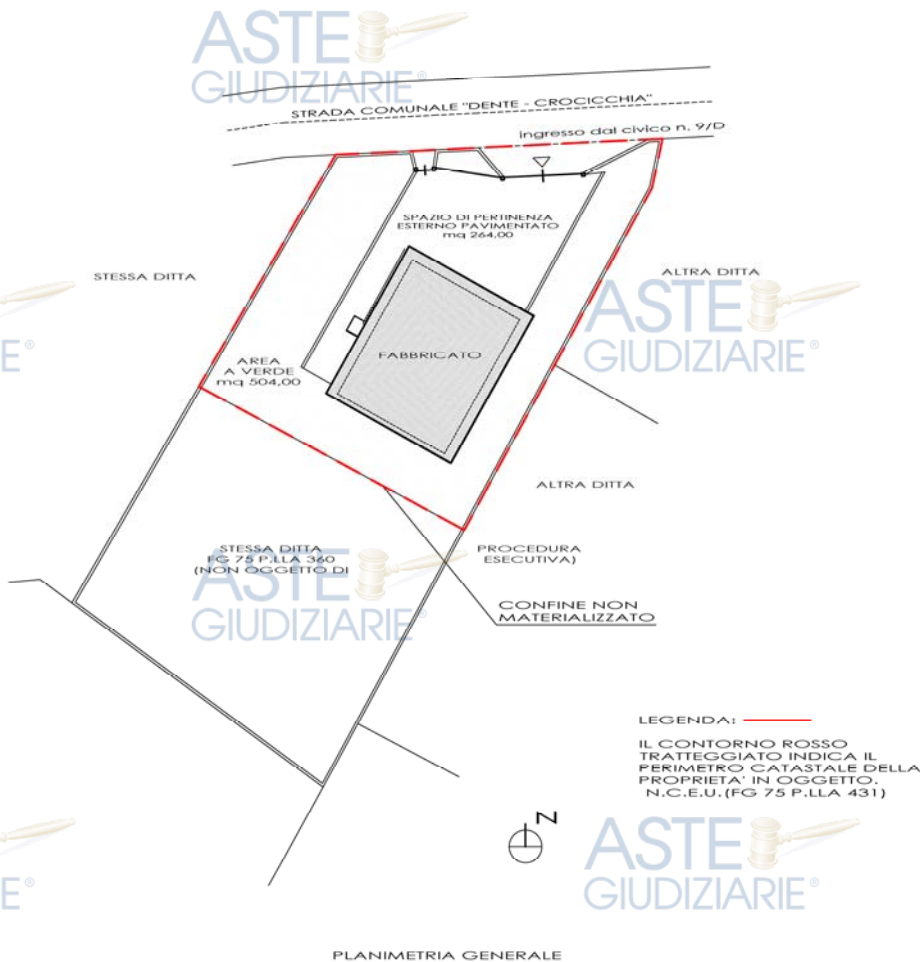 ASTE
GIUDIZIARIE®
STRADA COMUNALE "DENTE - CROCICCHIA"
ingresso dal civico n. 9/D
SPAZIO DI PERTINENZA
ESTERNO PAVIMENTATO
mq 264,00
STESSA DITTA
ALTRA DITTA
E®
ASTE
GIUDIZIARIE®
FABBRICATO
AREA
A VERDE
mq 504,00
ALTRA DITTA
STESSA DITTA
FG 75 P.LLA 360
(NON OGGETTO DI
PROCEDURA
ESECUTIVA)
ASTE
GIUDIZIARIE®
CONFINE NON
MATERIALIZZATO
LEGENDA:
IL CONTORNO ROSSO
TRATTEGGIATO INDICA IL
PERIMETRO CATASTALE DELLA
PROPRIETA' IN OGGETTO.
N.C.E.U.(FG 75 P.LLA 431)
N
E®
ASTE
GIUDIZIARIE®
PLANIMETRIA GENERALE